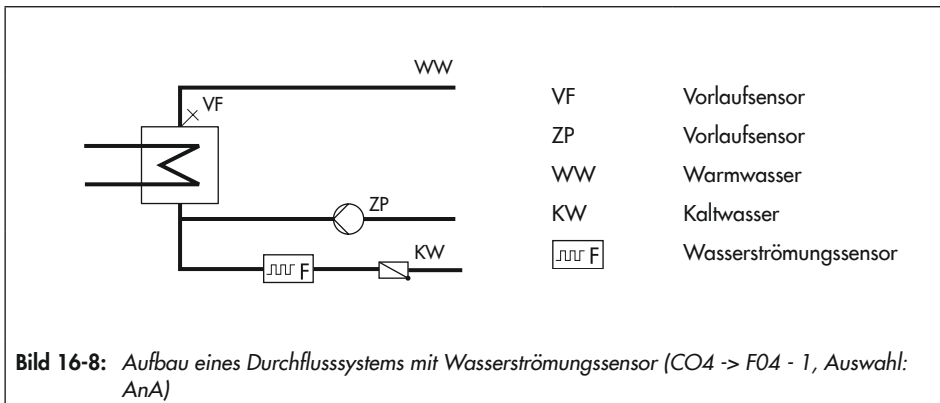 WW
VF
ZP
KW
F
VF Vorlaufsensor
ZP Vorlaufsensor
WW Warmwasser
KW Kaltwasser
F Wasserströmungssensor
Bild 16-8: Aufbau eines Durchflusssystems mit Wasserströmungssensor (CO4 -> F04 - 1, Auswahl:
AnA)